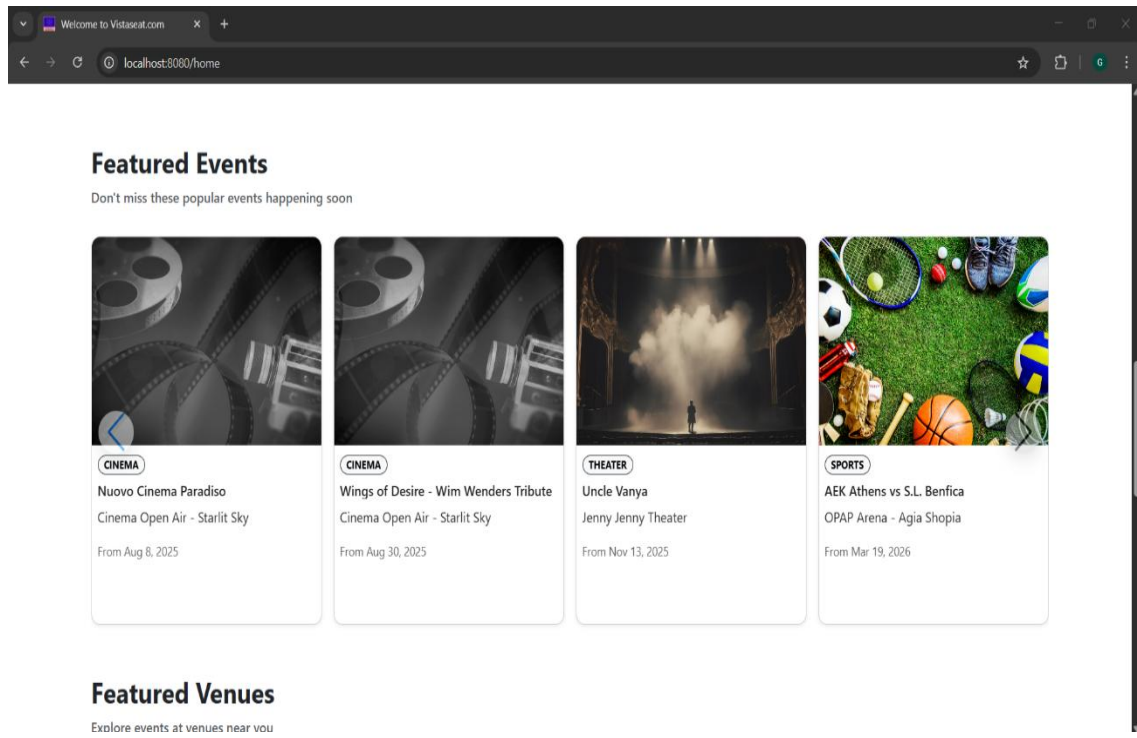 Welcome to Vistaseat.com
localhost:8080/home
G
Featured Events
Don't miss these popular events happening soon
CINEMA
Nuovo Cinema Paradiso
Cinema Open Air - Starlit Sky
From Aug 8, 2025
CINEMA
Wings of Desire - Wim Wenders Tribute
Cinema Open Air - Starlit Sky
From Aug 30, 2025
THEATER
Uncle Vanya
Jenny Jenny Theater
From Nov 13, 2025
SPORTS
AEK Athens vs S.L. Benfica
OPAP Arena - Agia Shopia
From Mar 19, 2026
Featured Venues
Explore events at venues near you